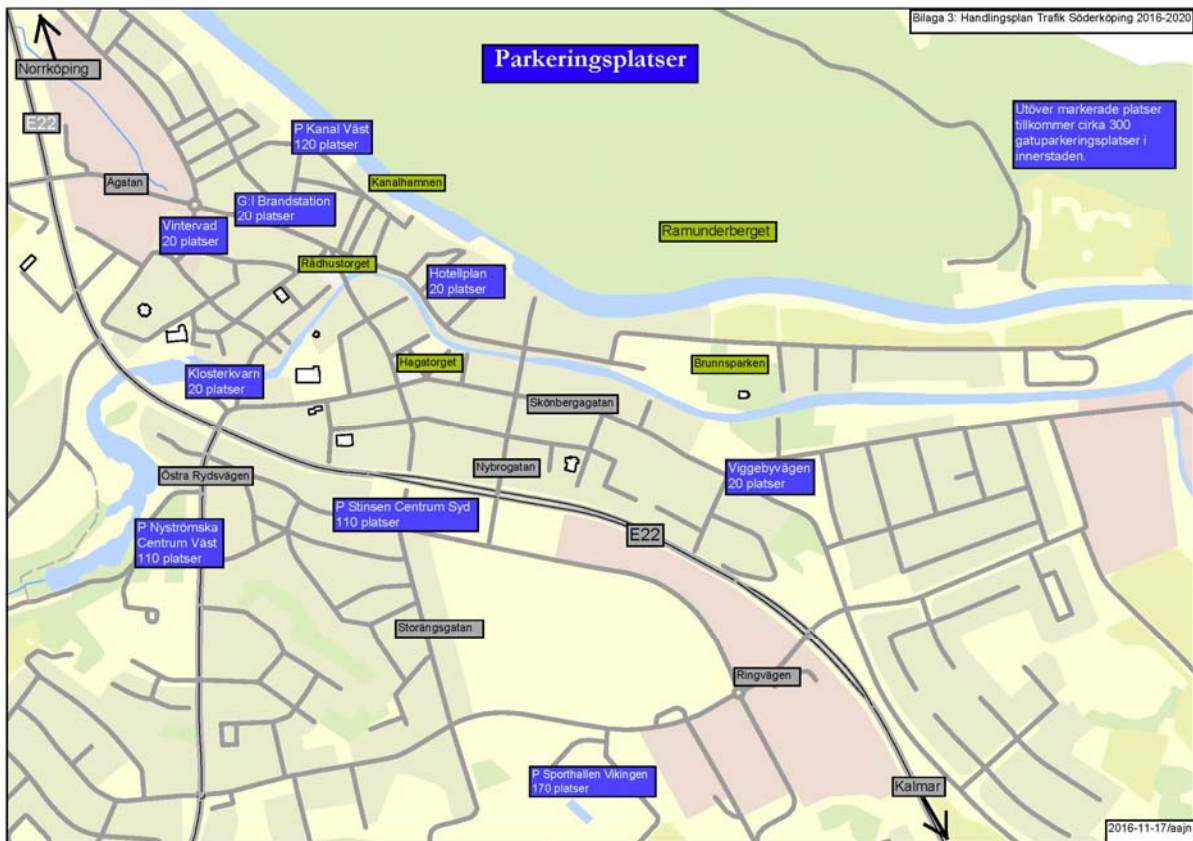 Bilaga 3: Handlingsplan Trafik Söderköping 2016-2020
Parkeringsplatser
Norrköping
E22
Utöver markerade platser
tillkommer cirka 300
gatuparkeringsplatser i
innerstaden.
P Kanal Väst
120 platser
Ågatan
Kanalhamnen
G:l Brandstation
20 platser
Vintervad
20 platser
Ramunderberget
Rådhustorget
Hotellplan
20 platser
Klosterkvarn
20 platser
Hagatorget
Brunnsparken
Skönbergagatan
Östra Rydsvägen
Nybrogatan
Viggebyvägen
20 platser
P Stinsen Centrum Syd
110 platser
P Nyströmska
Centrum Väst
110 platser
E22
Storängsgatan
Ringvägen
P Sporthallen Vikingen
170 platser
Kalmar
2016-11-17/aajn